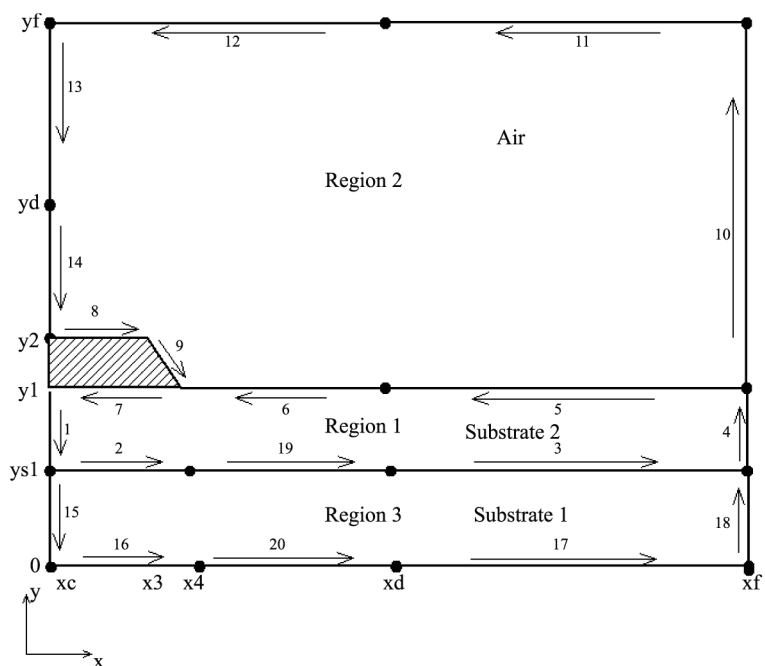 yf
12
11
13
Air
Region 2
yd
10
14
8
9
y2
y1
7
6
5
Region 1
Substrate 2
1
4
2
19
3
ys1
15
Region 3
Substrate 1
18
16
20
17
0
xc
x3
x4
xd
xf
y
x